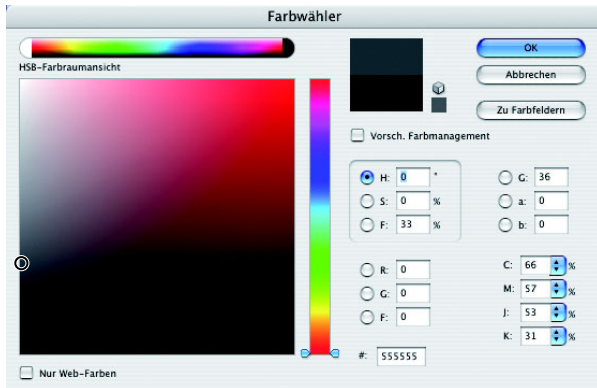 Farbwähler
HSB-Farbraumansicht
OK
Abbrechen
Zu Farbfeldern
Vorsch. Farbmanagement
H: 0 °
S: 0 %
F: 33 %
G: 36
a: 0
b: 0
R: 0
G: 0
F: 0
C: 66 %
M: 57 %
J: 53 %
K: 31 %
#: 555555
Nur Web-Farben